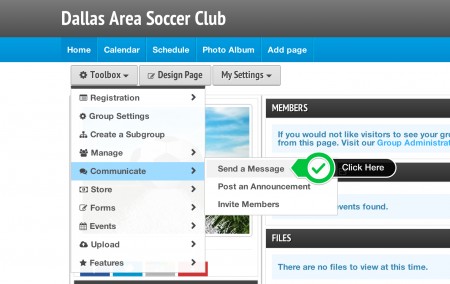 Dallas Area Soccer Club
Home Calendar Schedule Photo Album Add page
Toolbox Design Page My Settings
Registration
Group Settings
Create a Subgroup
Manage
Communicate
Store
Forms
Events
Upload
Features
Send a Message
Post an Announcement
Invite Members
Click Here
MEMBERS
If you would not like visitors to see your gro
from this page. Visit our Group Administrat
events found.
FILES
There are no files to view at this time.